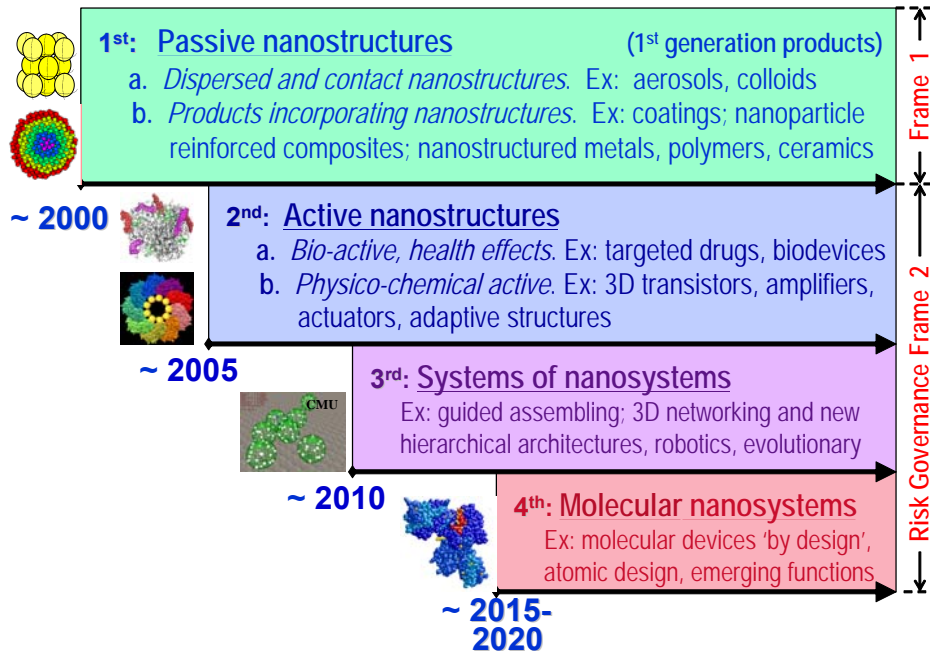 1st: Passive nanostructures (1st generation products)
a. Dispersed and contact nanostructures. Ex: aerosols, colloids
b. Products incorporating nanostructures. Ex: coatings; nanoparticle
reinforced composites; nanostructured metals, polymers, ceramics
Frame 1
~ 2000
2nd: Active nanostructures
a. Bio-active, health effects. Ex: targeted drugs, biodevices
b. Physico-chemical active. Ex: 3D transistors, amplifiers,
actuators, adaptive structures
~ 2005
3rd: Systems of nanosystems
Ex: guided assembling; 3D networking and new
hierarchical architectures, robotics, evolutionary
CMU
~ 2010
4th: Molecular nanosystems
Ex: molecular devices 'by design',
atomic design, emerging functions
~ 2015-
2020
Risk Governance Frame 2